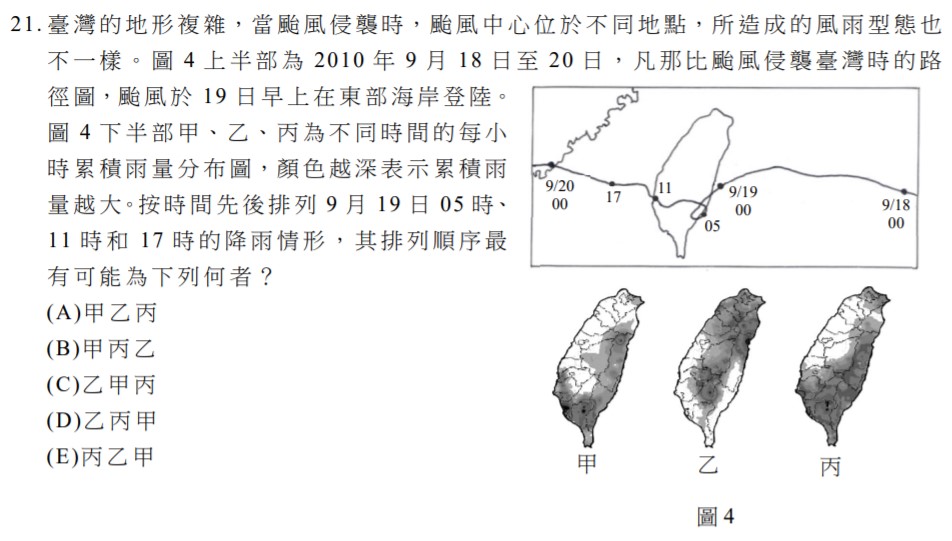 21. 臺灣的地形複雜，當颱風侵襲時，颱風中心位於不同地點，所造成的風雨型態也
不一樣。圖 4 上半部為 2010 年 9 月 18 日至 20 日，凡那比颱風侵襲臺灣時的路
徑圖，颱風於 19 日早上在東部海岸登陸。
圖 4 下半部甲、乙、丙為不同時間的每小
時累積雨量分布圖，顏色越深表示累積雨
量越大。按時間先後排列 9 月 19 日 05 時、
11 時和 17 時的降雨情形，其排列順序最
有可能為下列何者？
(A)甲乙丙
(B)甲丙乙
(C)乙甲丙
(D)乙丙甲
(E)丙乙甲
9/20
00
17
11
05
9/19
00
9/18
00
甲
乙
丙
圖 4